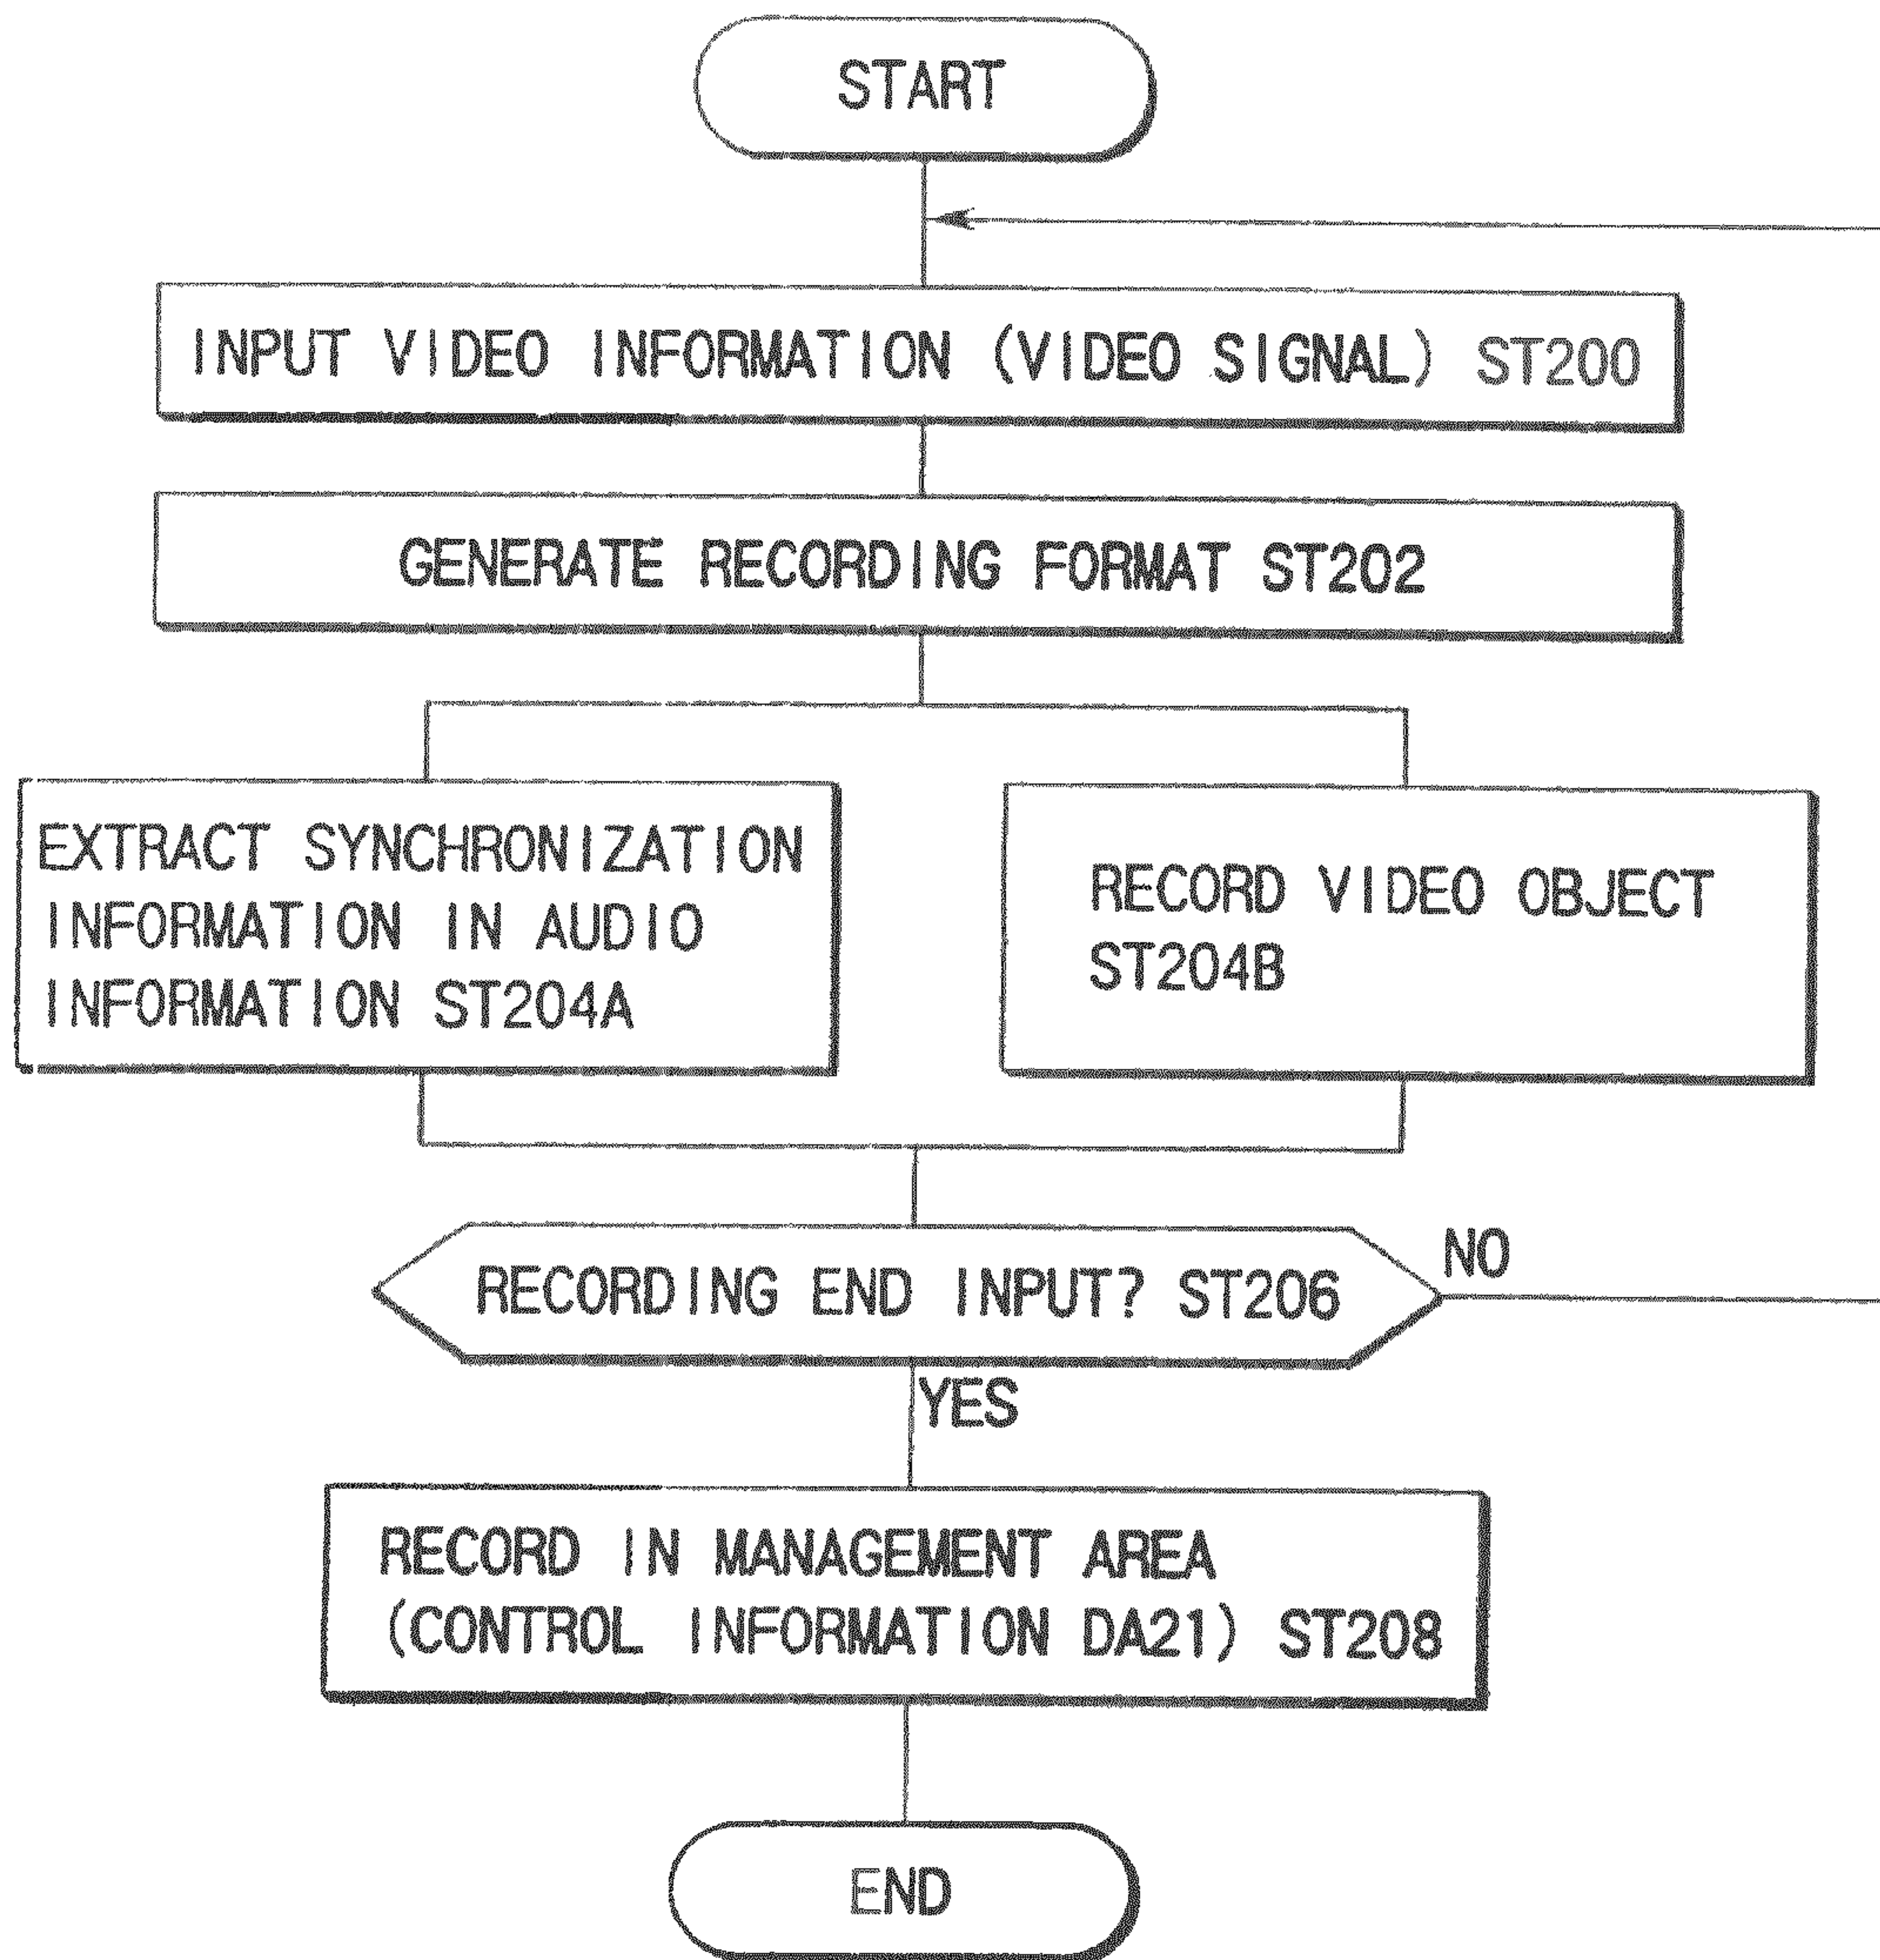 START
INPUT VIDEO INFORMATION (VIDEO SIGNAL) ST200
GENERATE RECORDING FORMAT ST202
EXTRACT SYNCHRONIZATION
INFORMATION IN AUDIO
INFORMATION ST204A
RECORD VIDEO OBJECT
ST204B
RECORDING END INPUT? ST206
NO
YES
RECORD IN MANAGEMENT AREA
(CONTROL INFORMATION DA21) ST208
END